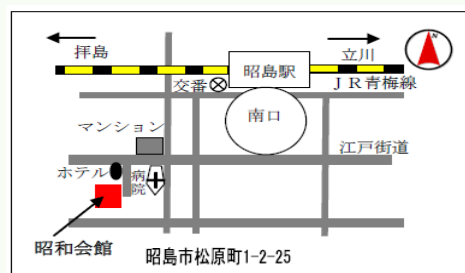 拝島
立川
N
昭島駅
交番
JR青梅線
南口
マンション
江戸街道
ホテル
病院
昭和会館
昭島市松原町1-2-25